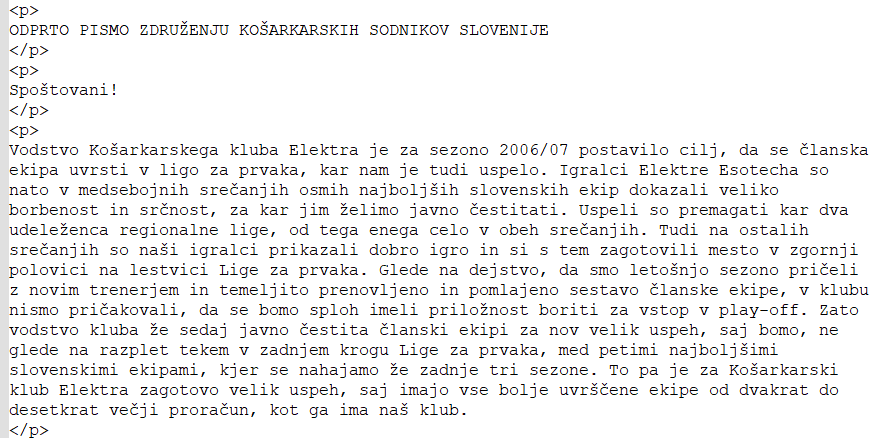 <p>
ODPRTO PISMO ZDRUŽENJU KOŠARKARSKIH SODNIKOV SLOVENIJE
</p>
<p>
Spoštovani!
</p>
<p>
Vodstvo Košarkarskega kluba Elektra je za sezono 2006/07 postavilo cilj, da se članska
ekipa uvrsti v ligo za prvaka, kar nam je tudi uspelo. Igralci Elektre Esotecha so
nato v medsebojnih srečanjih osmih najboljših slovenskih ekip dokazali veliko
borbenost in srčnost, za kar jim želimo javno čestitati. Uspeli so premagati kar dva
udeleženca regionalne lige, od tega enega celo v obeh srečanjih. Tudi na ostalih
srečanjih so naši igralci prikazali dobro igro in si s tem zagotovili mesto v zgornji
polovici na lestvici Lige za prvaka. Glede na dejstvo, da smo letošnjo sezono pričeli
z novim trenerjem in temeljito prenovljeno in pomlajeno sestavo članske ekipe, v klubu
nismo pričakovali, da se bomo sploh imeli priložnost boriti za vstop v play-off. Zato
vodstvo kluba že sedaj javno čestita članski ekipi za nov velik uspeh, saj bomo, ne
glede na razplet tekem v zadnjem krogu Lige za prvaka, med petimi najboljšimi
slovenskimi ekipami, kjer se nahajamo že zadnje tri sezone. To pa je za Košarkarski
klub Elektra zagotovo velik uspeh, saj imajo vse bolje uvrščene ekipe od dvakrat do
desetkrat večji proračun, kot ga ima naš klub.
</p>